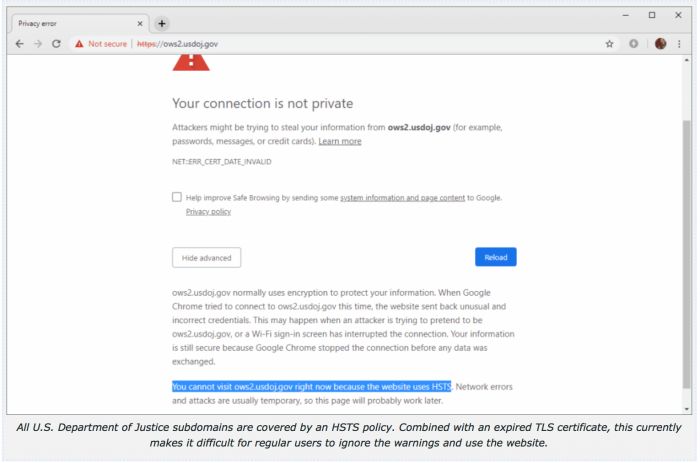 Privacy error
Not secure
https://ows2.usdoj.gov
Your connection is not private
Attackers might be trying to steal your information from ows2.usdoj.gov (for example,
passwords, messages, or credit cards). Learn more
NET::ERR_CERT_DATE_INVALID
Help improve Safe Browsing by sending some system information and page content to Google.
Privacy policy
Hide advanced
Reload
ows2.usdoj.gov normally uses encryption to protect your information. When Google
Chrome tried to connect to ows2.usdoj.gov this time, the website sent back unusual and
incorrect credentials. This may happen when an attacker is trying to pretend to be
ows2.usdoj.gov, or a Wi-Fi sign-in screen has interrupted the connection. Your information
is still secure because Google Chrome stopped the connection before any data was
exchanged.
You cannot visit ows2.usdoj.gov right now because the website uses HSTS. Network errors
and attacks are usually temporary, so this page will probably work later.
All U.S. Department of Justice subdomains are covered by an HSTS policy. Combined with an expired TLS certificate, this currently
makes it difficult for regular users to ignore the warnings and use the website.